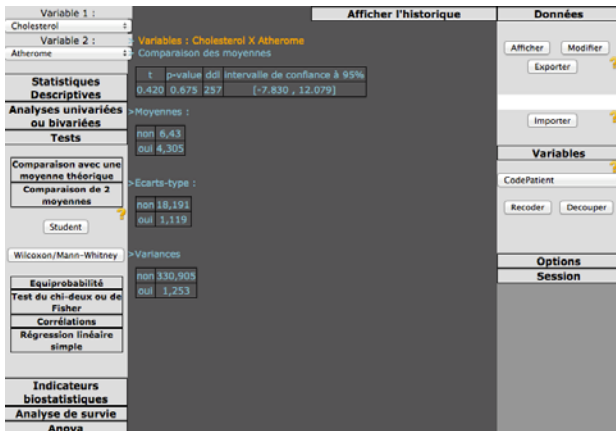 Variable 1 :
Cholesterol
Variable 2 :
Atherome
Statistiques
Descriptives
Analyses univariées
ou bivariées
Tests
Comparaison avec une
moyenne théorique
Comparaison de 2
moyennes
?
Student
Wilcoxon/Mann-Whitney
Equiprobabilité
Test du chi-deux ou de
Fisher
Corrélations
Régression linéaire
simple
Indicateurs
biostatistiques
Analyse de survie
Anova
Afficher l'historique
> Variables : Cholesterol X Atherome
> Comparaison des moyennes
t p-value ddl intervalle de confiance à 95%
0.420 0.675 257 [-7.830 , 12.079]
>Moyennes :
non 6,43
oui 4,305
>Ecarts-type :
non 18,191
oui 1,119
>Variances
non 330,905
oui 1,253
Données
Afficher Modifier
?
Exporter
?
Importer
Variables
?
CodePatient
Recoder Decouper
Options
Session